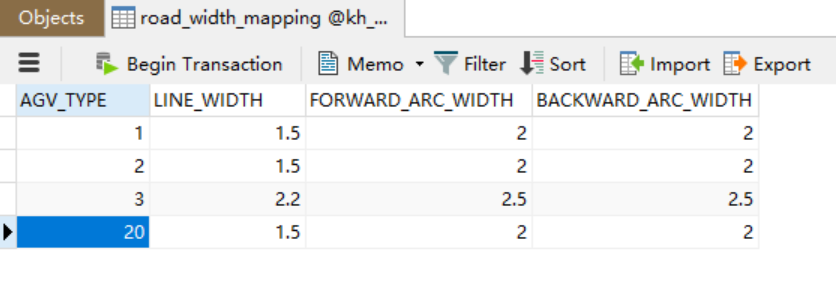 Objects road_width_mapping @kh_...
Begin Transaction Memo Filter Sort Import Export
AGV_TYPE LINE_WIDTH FORWARD_ARC_WIDTH BACKWARD_ARC_WIDTH
1 1.5 2 2
2 1.5 2 2
3 2.2 2.5 2.5
20 1.5 2 2